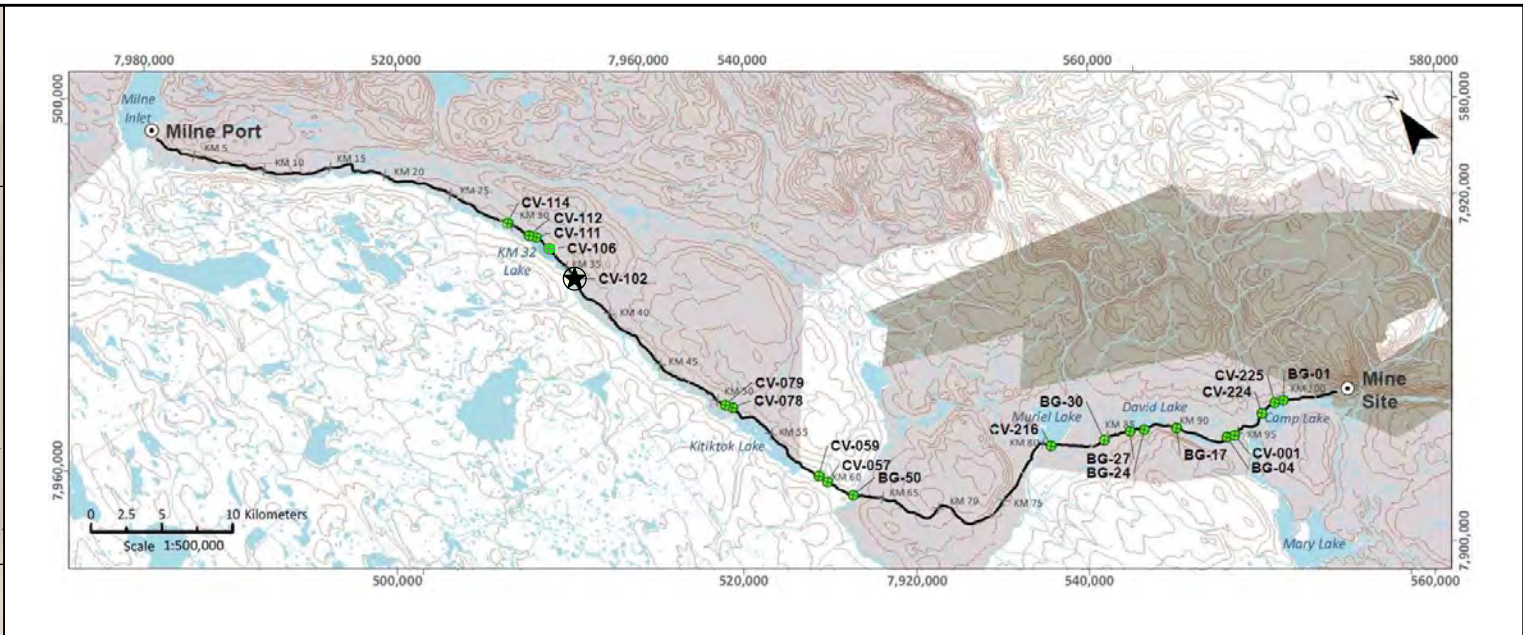 7,980,000
520,000
7,960,000
540,000
560,000
580,000
500,000
580,000
Milne
Inlet
Milne Port
N
KM 5
KM 10
KM 15
KM 20
KM 25
7,920,000
CV-114
KM 30
CV-112
CV-111
CV-106
KM 32
Lake
KM 35
CV-102
KM 40
KM 45
KM 50
CV-079
CV-078
KM 55
Kitiktok Lake
CV-059
CV-057
KM 60
BG-50
KM 65
KM 70
KM 75
CV-225
BG-01
CV-224
KM 100
Mine
Site
BG-30
David Lake
Muriel Lake
CV-216
KM 80
KM 85
KM 90
Camp Lake
KM 95
BG-27
BG-24
BG-17
CV-001
BG-04
7,960,000
0 2.5 5 10 Kilometers
Scale 1:500,000
Mary Lake
7,900,000
500,000
520,000
7,920,000
540,000
560,000